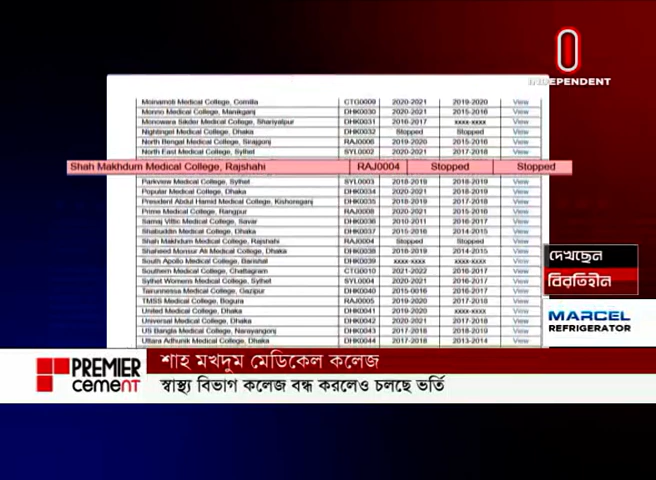 INDEPENDENT
Moinamoti Medical College, Comilla CTG0009 2020-2021 2019-2020 View
Monno Medical College, Manikganj DHK0030 2020-2021 2015-2016 View
Monowara Sikder Medical College, Shariyatpur DHK0031 2016-2017 xxxx-xxxx View
Nightingel Medical College, Dhaka DHK0032 Stopped Stopped View
North Bengal Medical College, Sirajgonj RAJ0006 2019-2020 2015-2016 View
North East Medical College, Sylhet SYL0002 2020-2021 2017-2018 View
Shah Makhdum Medical College, Rajshahi RAJ0004 Stopped Stopped
Parkview Medical College, Sylhet SYL0003 2018-2019 2018-2019 View
Popular Medical College, Dhaka DHK0034 2020-2021 2018-2019 View
President Abdul Hamid Medical College, Kishoreganj DHK0035 2018-2019 2017-2018 View
Prime Medical College, Rangpur RAJ0008 2020-2021 2015-2016 View
Samaj Vittic Medical College, Savar DHK0036 2010-2011 2016-2017 View
Shabuddin Medical College, Dhaka DHK0037 2015-2016 2014-2015 View
Shah Makhdum Medical College, Rajshahi RAJ0004 Stopped Stopped View
Shaheed Monsur Ali Medical College, Dhaka DHK0038 2018-2019 2014-2015 View
South Apollo Medical College, Barishal DHK0039 xxxx-xxxx xxxx-xxxx View
Southern Medical College, Chattagram CTG0010 2021-2022 2016-2017 View
Sylhet Womens Medical College, Sylhet SYL0004 2020-2021 2016-2017 View
Tairunnessa Medical College, Gazipur DHK0040 2015-0016 2016-2017 View
TMSS Medical College, Bogura RAJ0005 2019-2020 2017-2018 View
United Medical College, Dhaka DHK0041 2019-2020 xxxx-xxxx View
Universal Medical College, Dhaka DHK0042 2020-2021 2017-2018 View
US Bangla Medical College, Narayangonj DHK0043 2017-2018 2018-2019 View
Uttara Adhunik Medical College, Dhaka DHK0044 2017-2018 2013-2014 View
দেখছেন
বিরতিহীন
MARCEL
REFRIGERATOR
PREMIER
cement
শাহ মখদুম মেডিকেল কলেজ
স্বাস্থ্য বিভাগ কলেজ বন্ধ করলেও চলছে ভর্তি